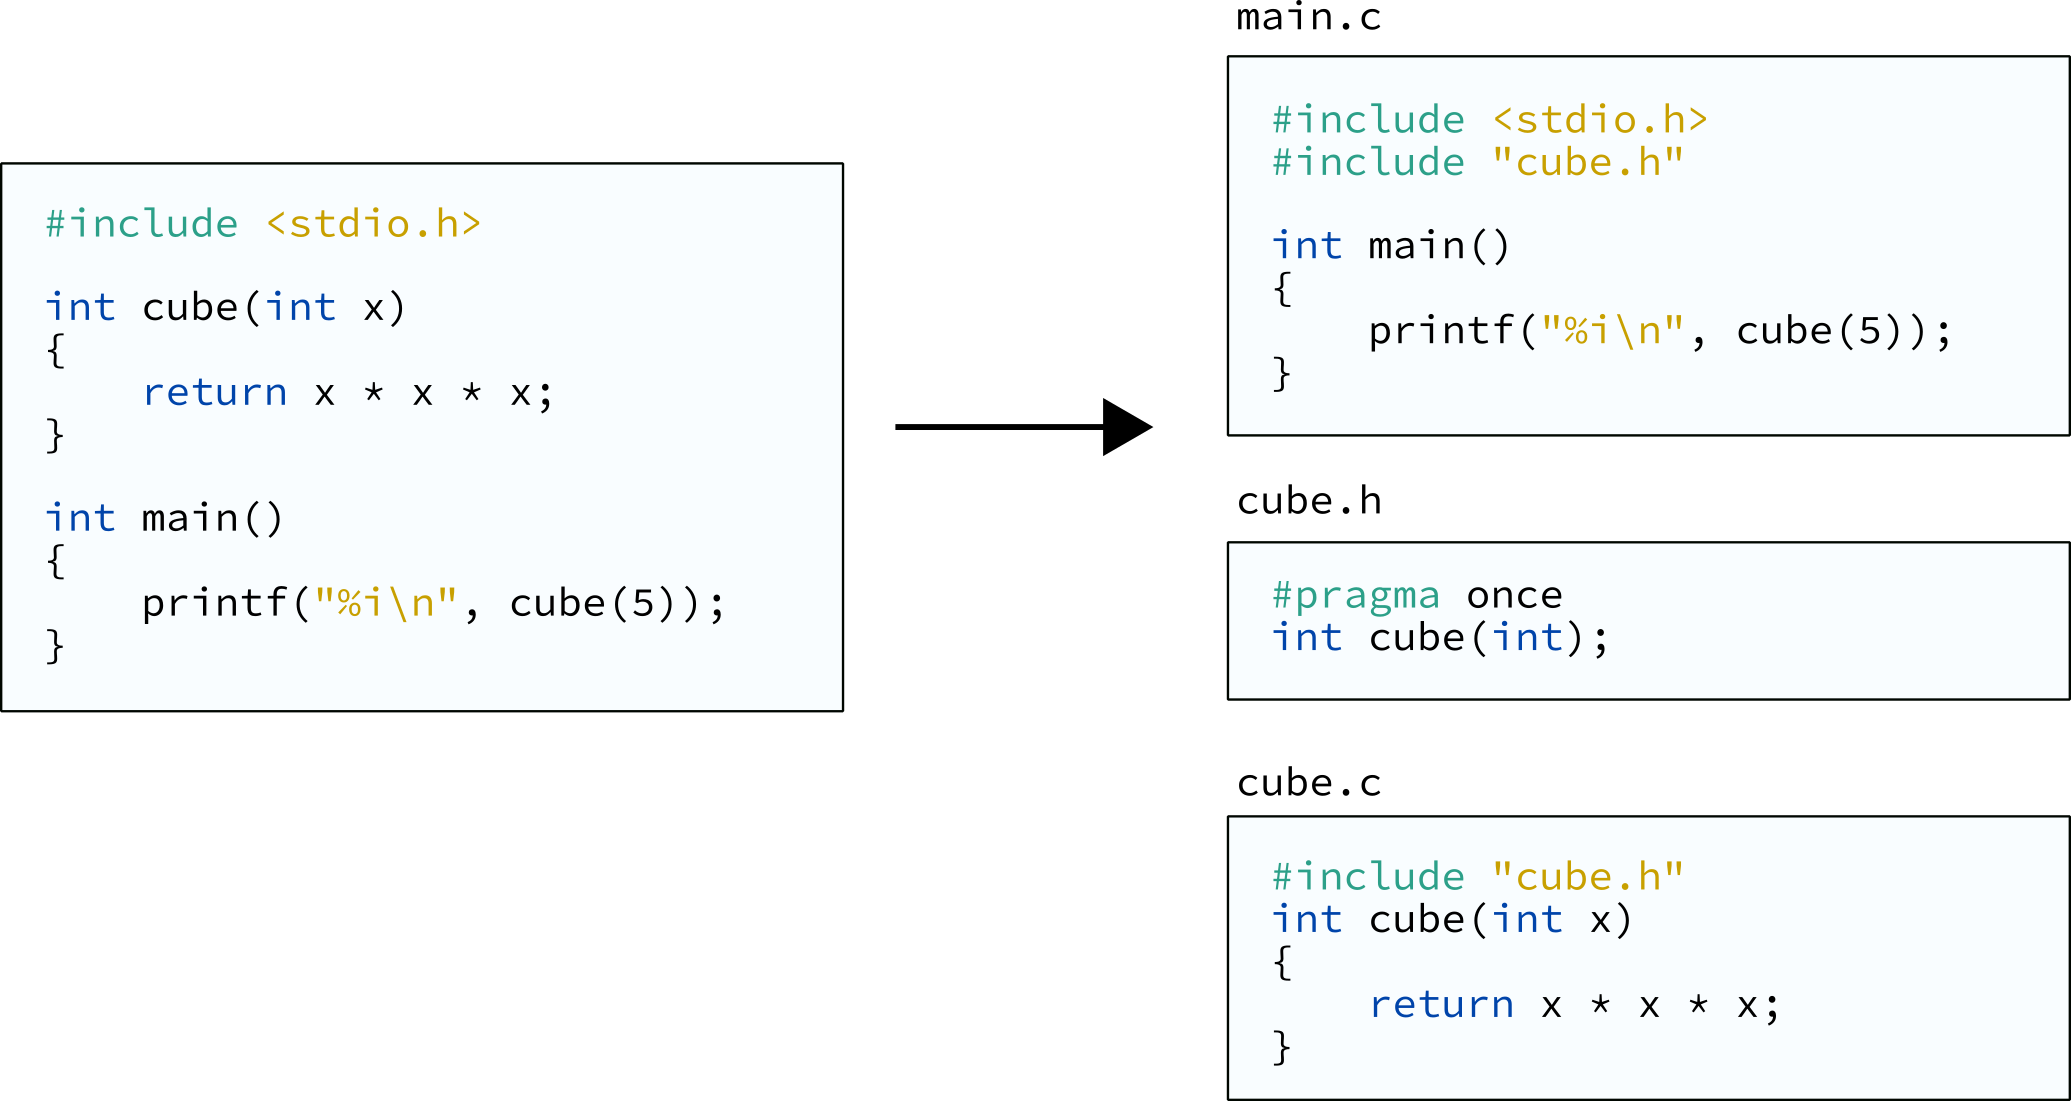 #include <stdio.h>
int cube(int x)
{
    return x * x * x;
}
int main()
{
    printf("%i\n", cube(5));
}
main.c
#include <stdio.h>
#include "cube.h"
int main()
{
    printf("%i\n", cube(5));
}
cube.h
#pragma once
int cube(int);
cube.c
#include "cube.h"
int cube(int x)
{
    return x * x * x;
}